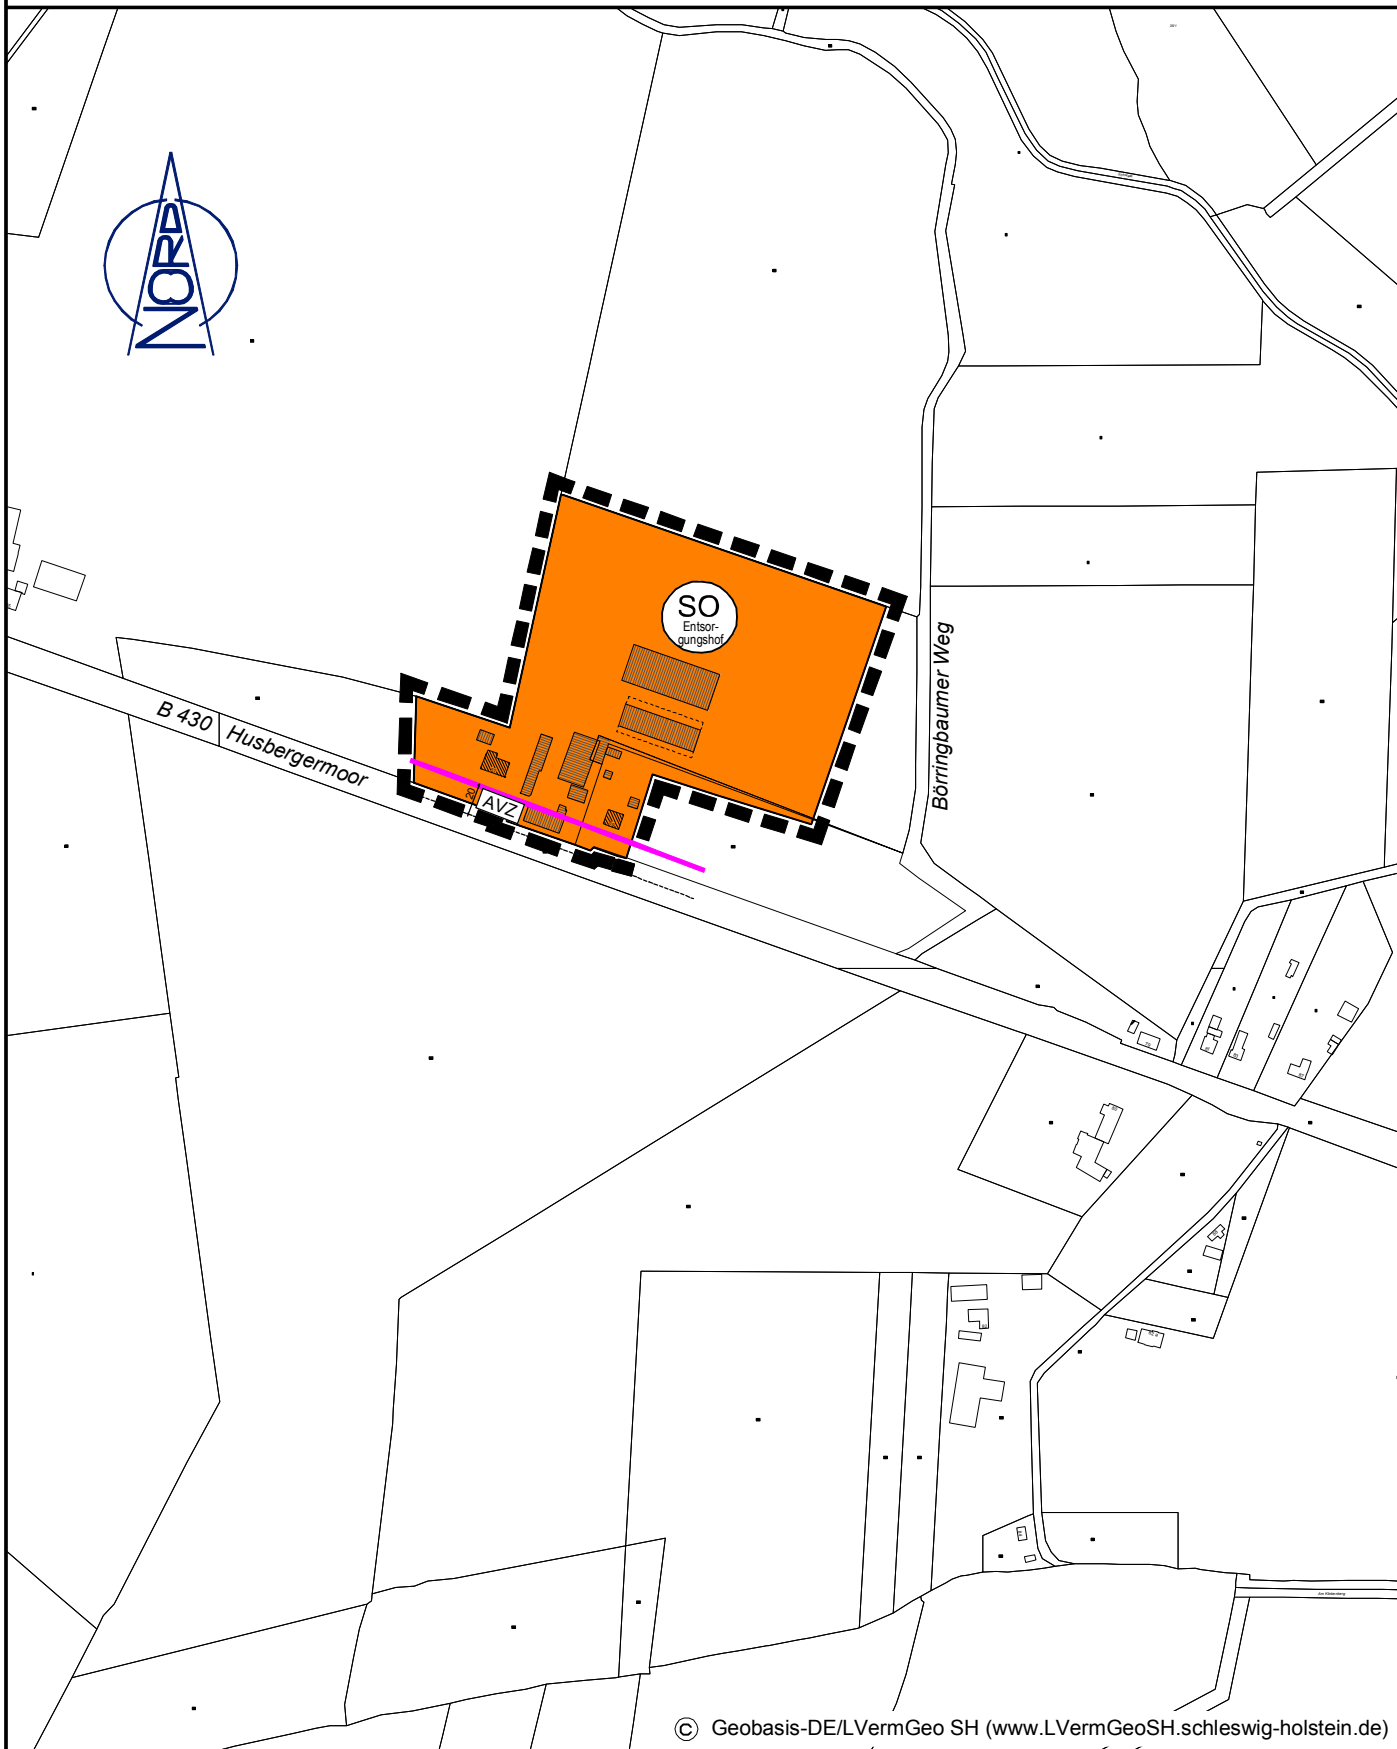 NORD
SO
Entsor-
gungshof
Börringbaumer Weg
B 430
Husbergermoor
20
AVZ
© Geobasis-DE/LVermGeo SH (www.LVermGeoSH.schleswig-holstein.de)